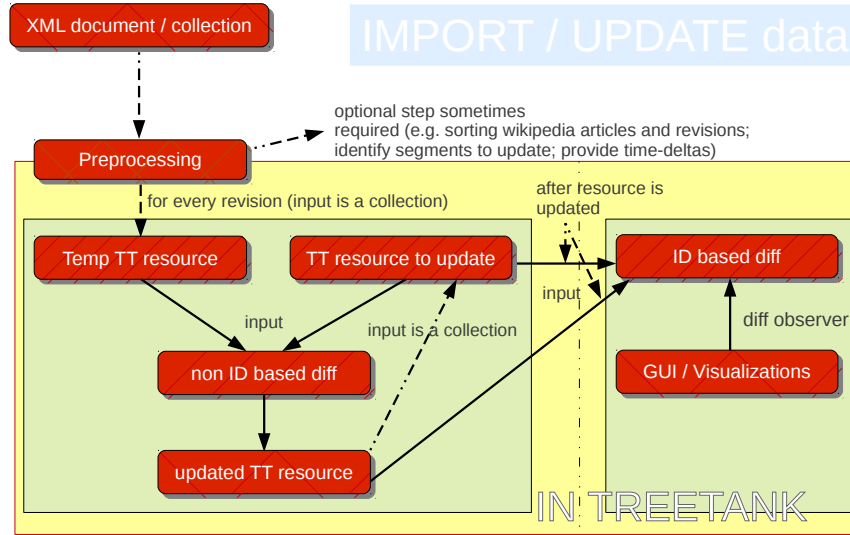 XML document / collection
IMPORT / UPDATE data
optional step sometimes
required (e.g. sorting wikipedia articles and revisions;
identify segments to update; provide time-deltas)
Preprocessing
for every revision (input is a collection)
after resource is
updated
Temp TT resource
TT resource to update
ID based diff
input
input
input is a collection
diff observer
non ID based diff
GUI / Visualizations
updated TT resource
IN TREETANK